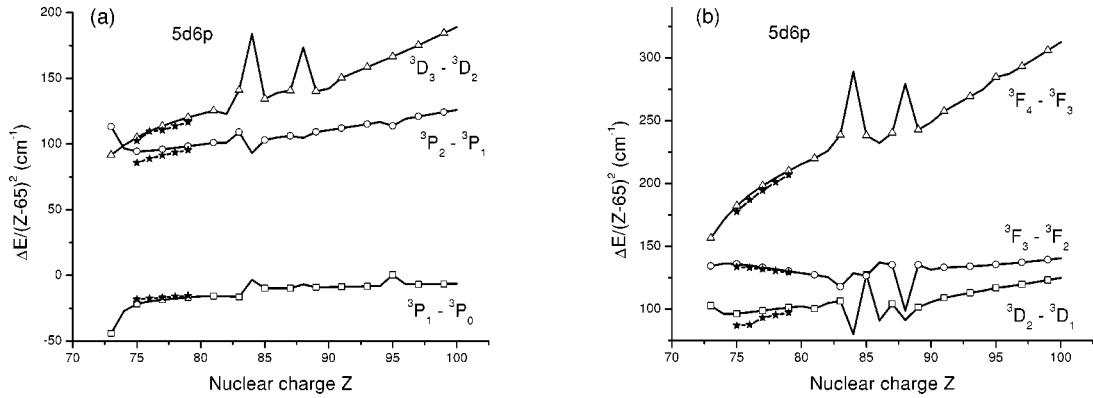 (a)
5d6p
³D₃ - ³D₂
³P₂ - ³P₁
³P₁ - ³P₀
200
150
100
50
0
-50
70 75 80 85 90 95 100
ΔE/(Z-65)² (cm⁻¹)
Nuclear charge Z
(b)
5d6p
³F₄ - ³F₃
³F₃ - ³F₂
³D₂ - ³D₁
300
250
200
150
100
70 75 80 85 90 95 100
ΔE/(Z-65)² (cm⁻¹)
Nuclear charge Z